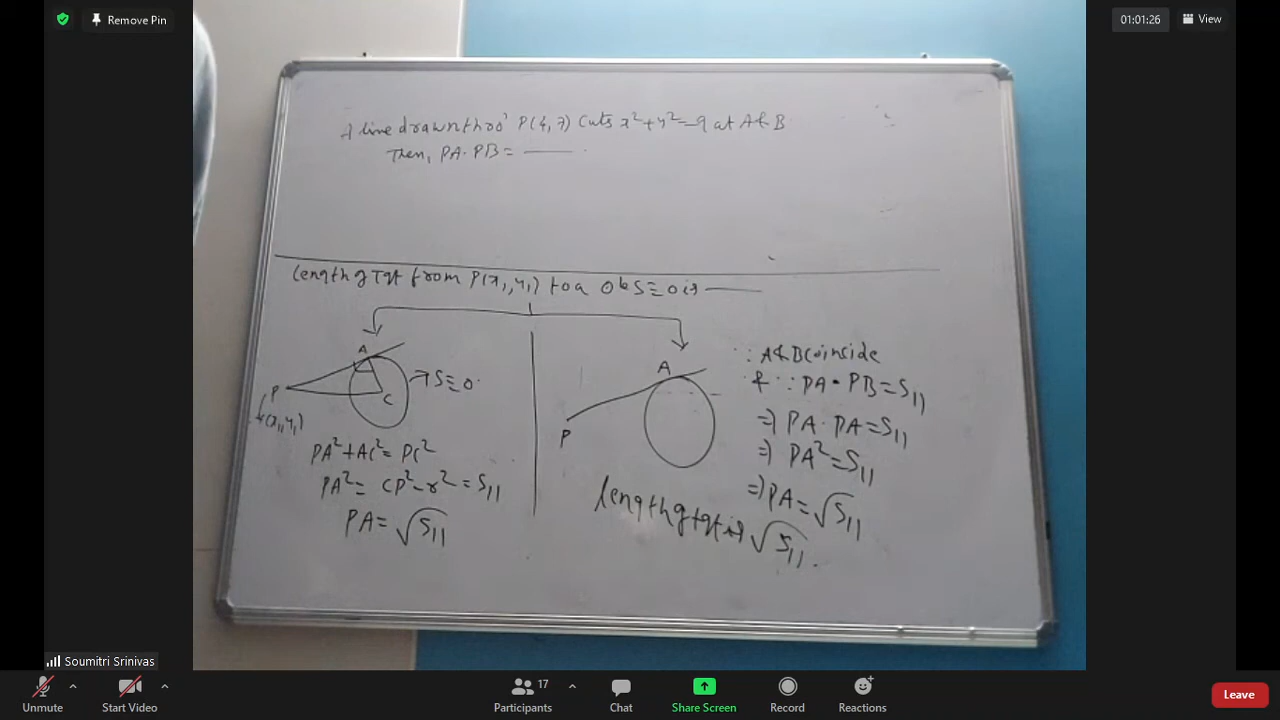 Remove Pin
01:01:26
View
line drawn thro' P(4,7) cuts x²+y²=9 at A & B
Then, PA·PB = ———
length of Tgt from P(x₁,y₁) to a S≡0 is ———
A
P
C
→ S≡0
(x₁,y₁)
PA²+AC²=PC²
PA²= CP²-r²=S₁₁
PA=√S₁₁
A
P
∵ A & B coinside
& ∵ PA·PB=S₁₁
⇒ PA·PA=S₁₁
⇒ PA²=S₁₁
⇒ PA=√S₁₁
length of tgt is √S₁₁.
Soumitri Srinivas
Unmute
Start Video
17
Participants
Chat
Share Screen
Record
Reactions
Leave